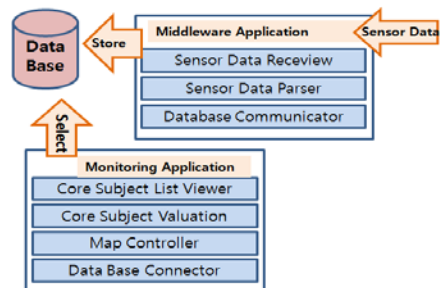 Data
Base
Store
Middleware Application
Sensor Data
Sensor Data Receview
Sensor Data Parser
Database Communicator
Select
Monitoring Application
Core Subject List Viewer
Core Subject Valuation
Map Controller
Data Base Connector